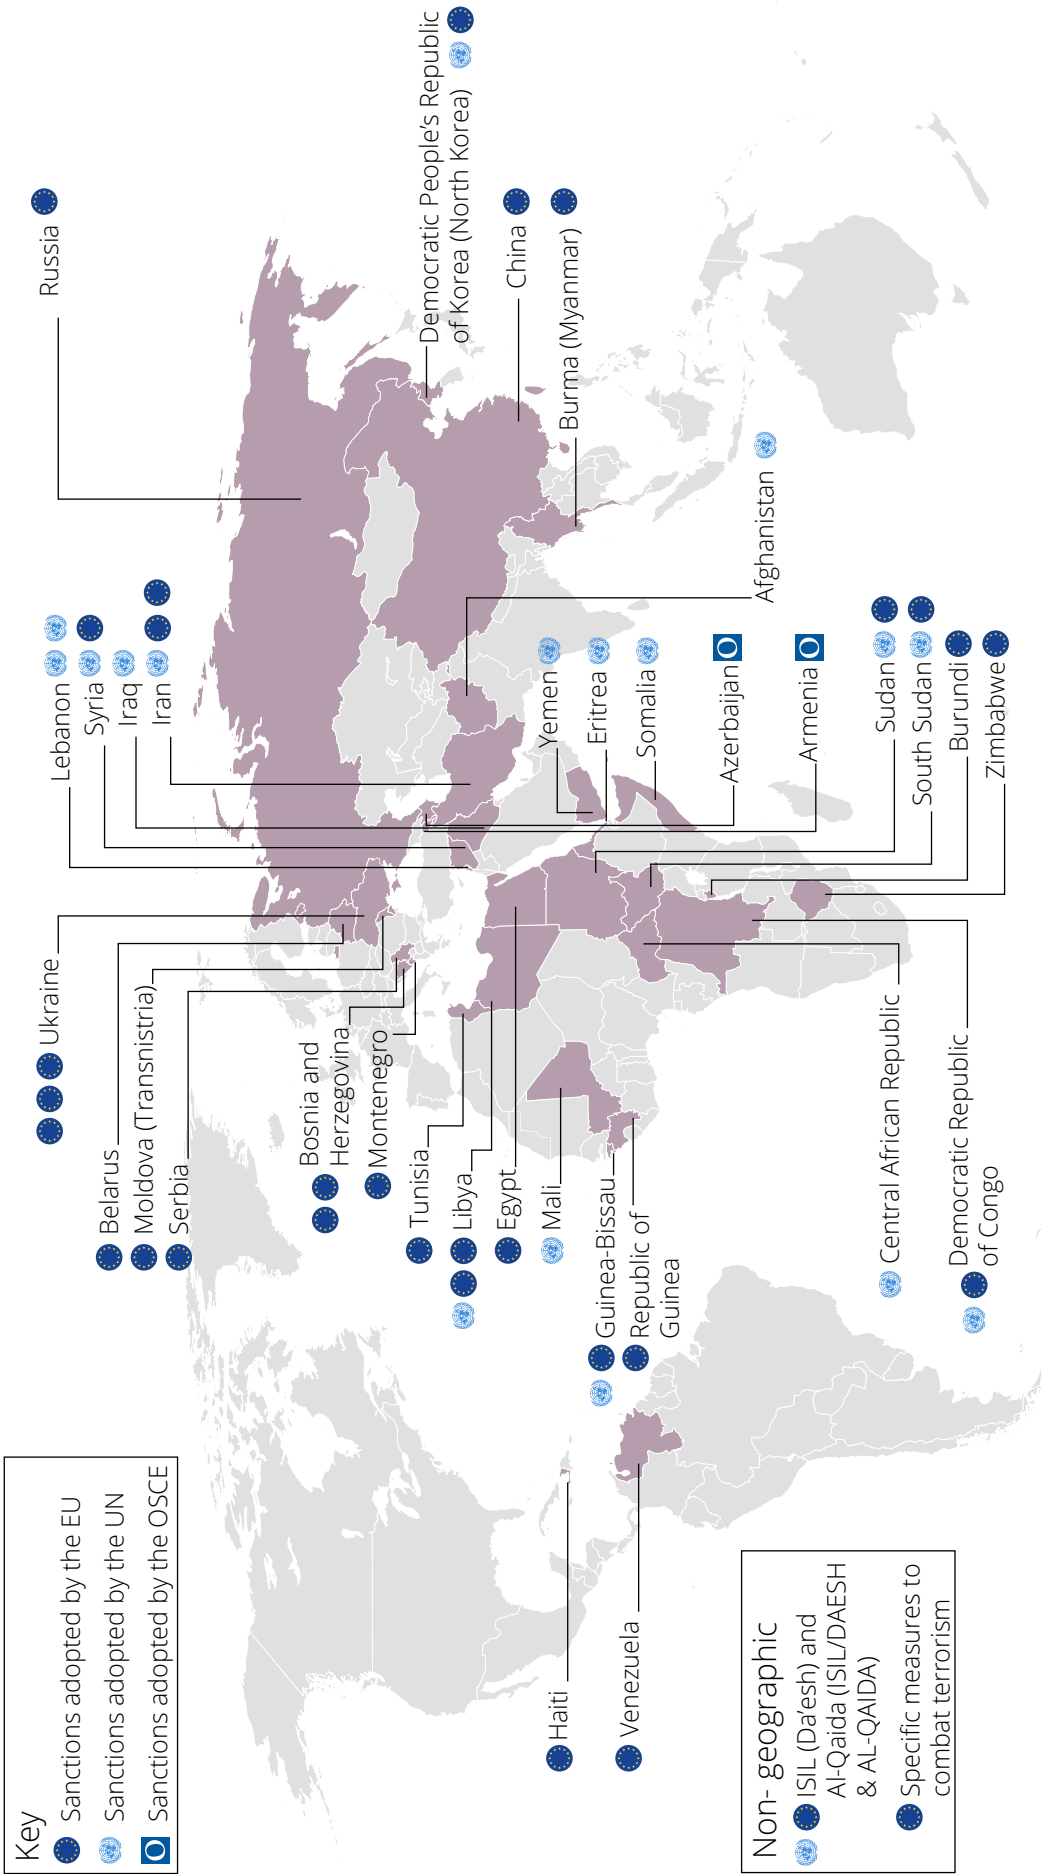 Key
Sanctions adopted by the EU
Sanctions adopted by the UN
O Sanctions adopted by the OSCE
Ukraine
Belarus
Moldova (Transnistria)
Serbia
Bosnia and
Herzegovina
Montenegro
Tunisia
Libya
Egypt
Mali
Guinea-Bissau
Republic of
Guinea
Haiti
Venezuela
Central African Republic
Democratic Republic
of Congo
Lebanon
Syria
Iraq
Iran
Russia
Democratic People's Republic
of Korea (North Korea)
China
Burma (Myanmar)
Afghanistan
Yemen
Eritrea
Somalia
Azerbaijan O
Armenia O
Sudan
South Sudan
Burundi
Zimbabwe
Non- geographic
ISIL (Da'esh) and
Al-Qaida (ISIL/DAESH
& AL-QAIDA)
Specific measures to
combat terrorism